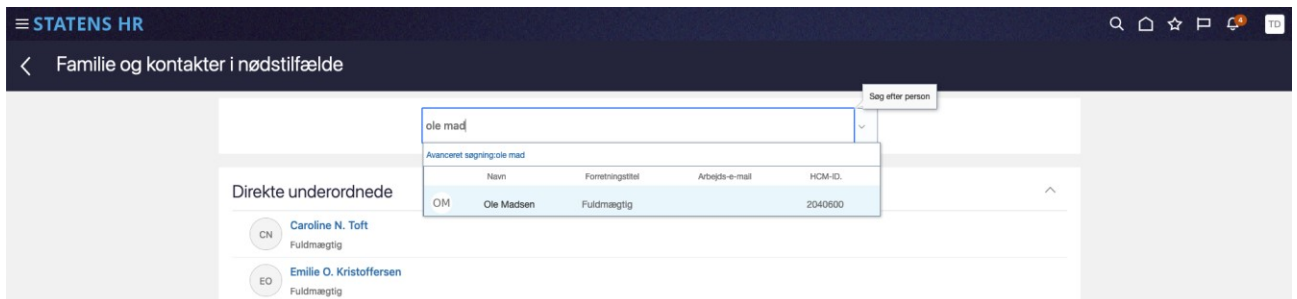 STATENS HR
4
TD
Familie og kontakter i nødstilfælde
Søg efter person
ole mad
Avanceret søgning:ole mad
Navn Forretningstitel Arbejds-e-mail HCM-ID.
OM Ole Madsen Fuldmægtig 2040600
Direkte underordnede
CN
Caroline N. Toft
Fuldmægtig
EO
Emilie O. Kristoffersen
Fuldmægtig